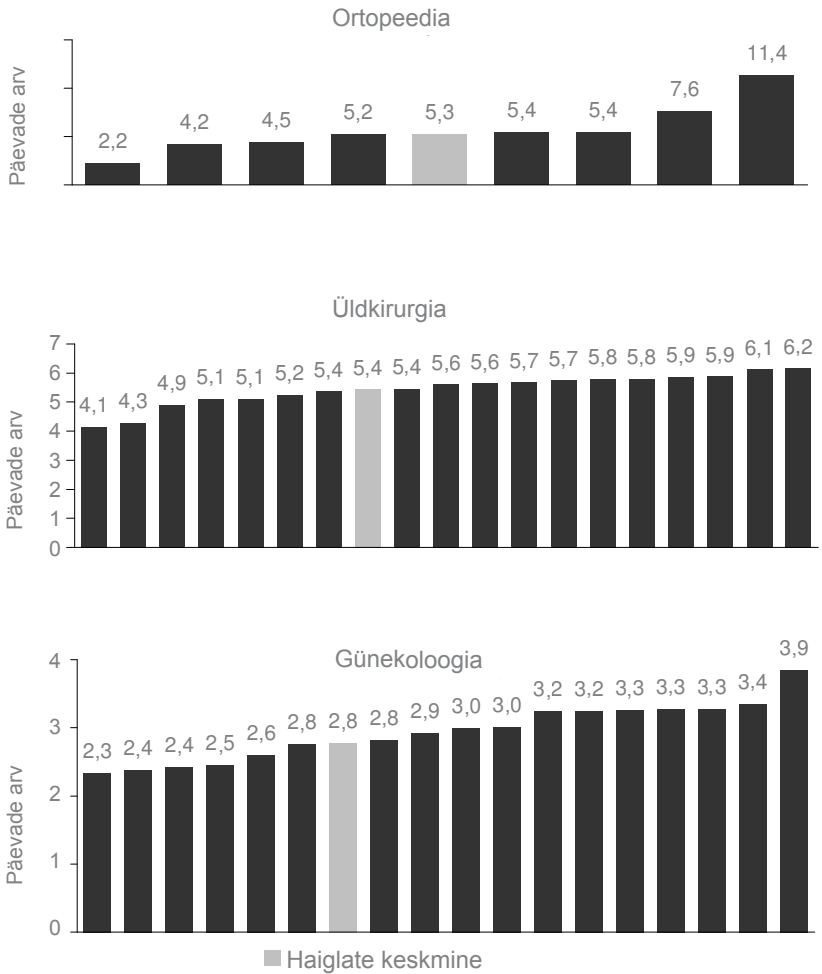 Ortopeedia
Päevade arv
2,2 4,2 4,5 5,2 5,3 5,4 5,4 7,6 11,4
Üldkirurgia
Päevade arv
7
6
5
4
3
2
1
0
4,1 4,3 4,9 5,1 5,1 5,2 5,4 5,4 5,4 5,6 5,6 5,7 5,7 5,8 5,8 5,9 5,9 6,1 6,2
Günekoloogia
Päevade arv
4
3
2
1
0
2,3 2,4 2,4 2,5 2,6 2,8 2,8 2,8 2,9 3,0 3,0 3,2 3,2 3,3 3,3 3,3 3,4 3,9
Haiglate keskmine